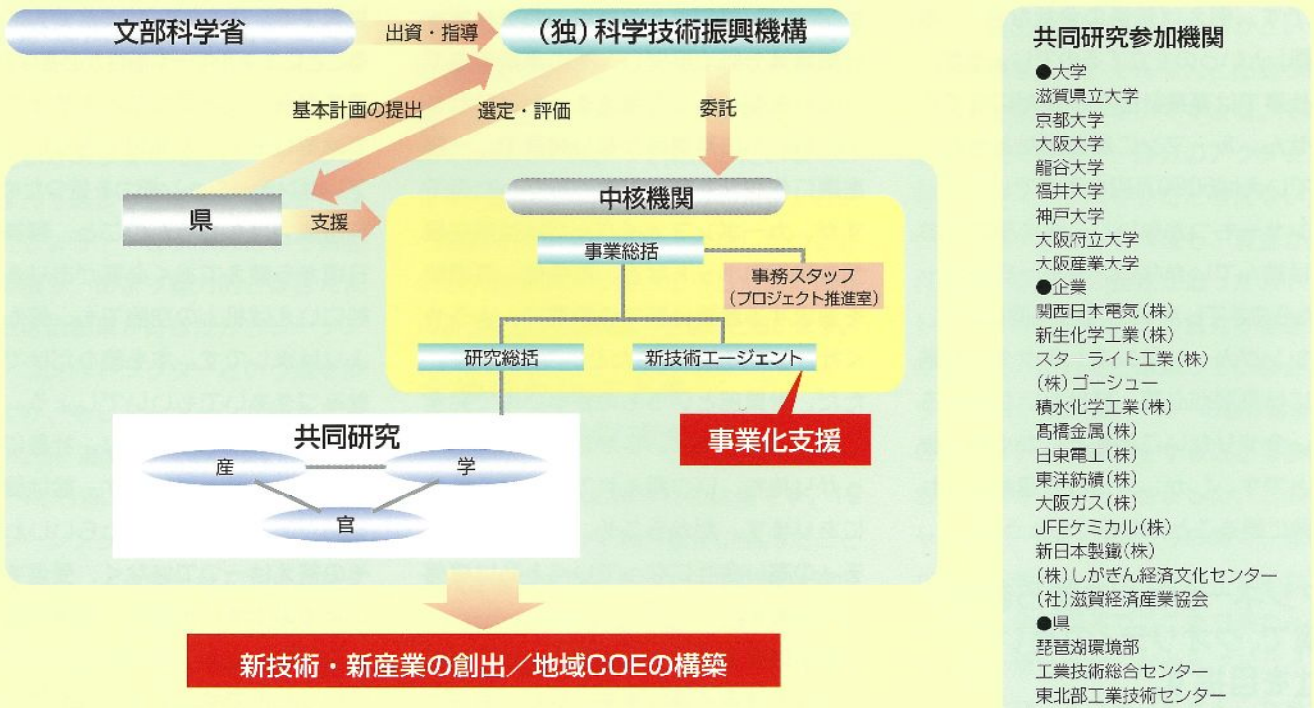 文部科学省
出資・指導
(独)科学技術振興機構
基本計画の提出
選定・評価
委託
県
支援
中核機関
事業総括
事務スタッフ
(プロジェクト推進室)
研究総括
新技術エージェント
事業化支援
共同研究
産
学
官
新技術・新産業の創出／地域COEの構築
共同研究参加機関
●大学
滋賀県立大学
京都大学
大阪大学
龍谷大学
福井大学
神戸大学
大阪府立大学
大阪産業大学
●企業
関西日本電気(株)
新生化学工業(株)
スターライト工業(株)
(株)ゴーシュー
積水化学工業(株)
髙橋金属(株)
日東電工(株)
東洋紡績(株)
大阪ガス(株)
JFEケミカル(株)
新日本製鐵(株)
(株)しがぎん経済文化センター
(社)滋賀経済産業協会
●県
琵琶湖環境部
工業技術総合センター
東北部工業技術センター